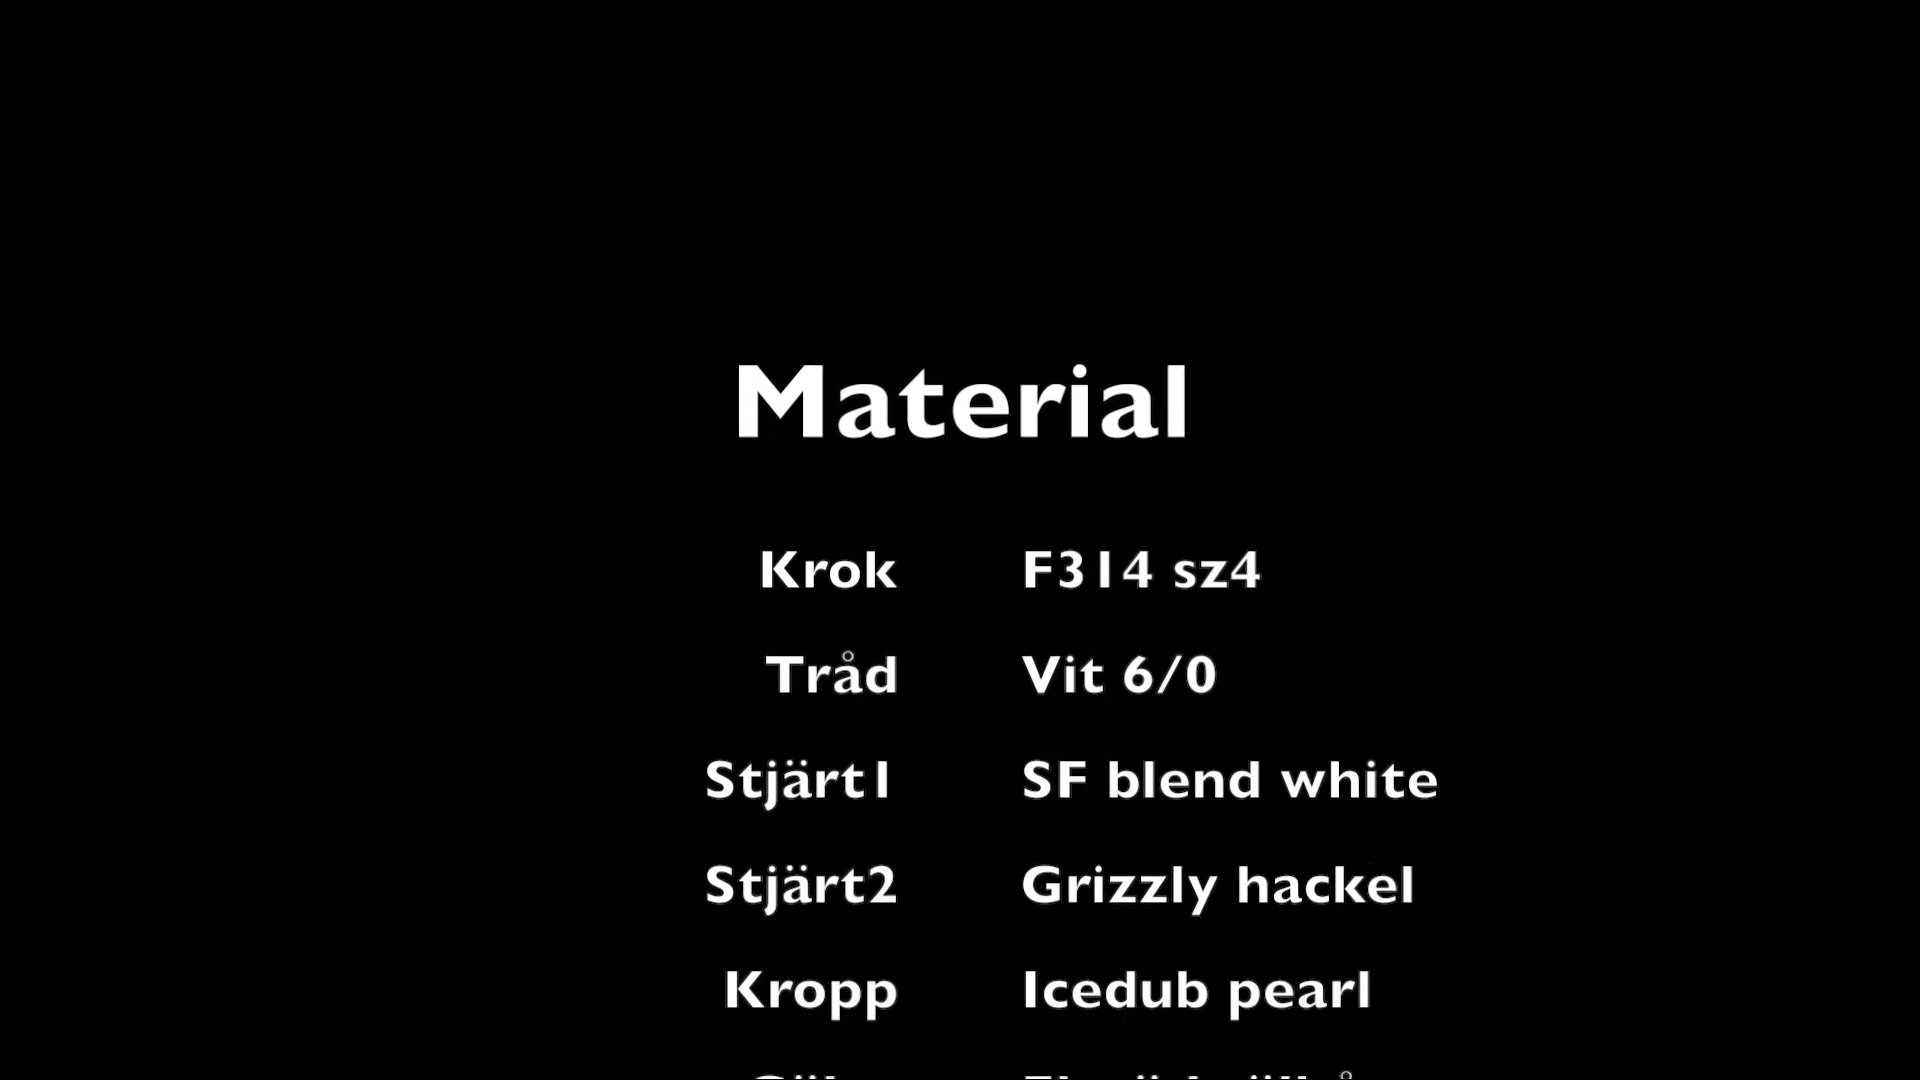 Material
Krok F314 sz4
Tråd Vit 6/0
Stjärt1 SF blend white
Stjärt2 Grizzly hackel
Kropp Icedub pearl